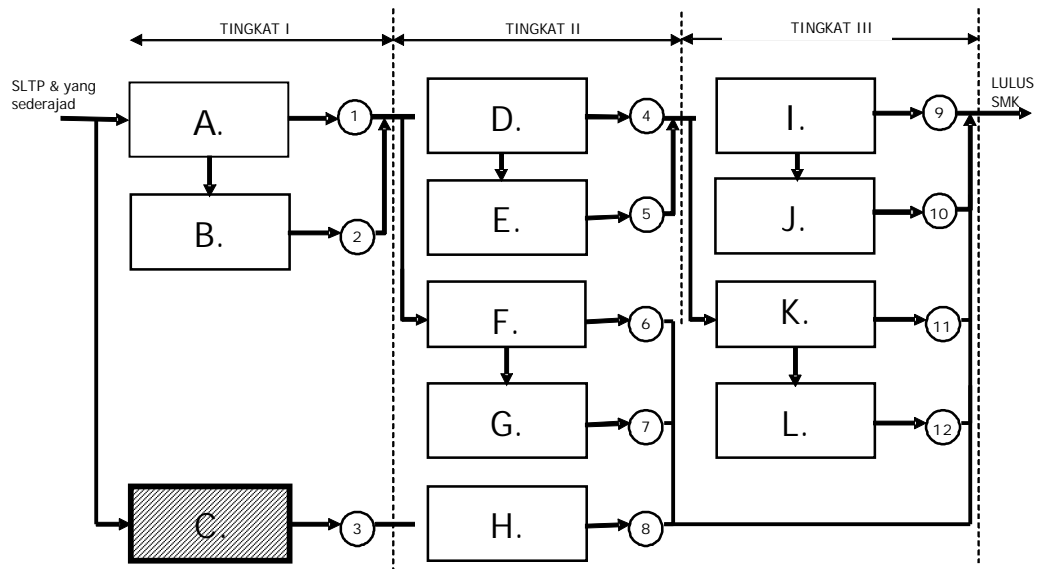 TINGKAT I
TINGKAT II
TINGKAT III
SLTP & yang
sederajad
LULUS
SMK
A.
1
D.
4
I.
9
B.
2
E.
5
J.
10
F.
6
K.
11
G.
7
L.
12
C.
3
H.
8